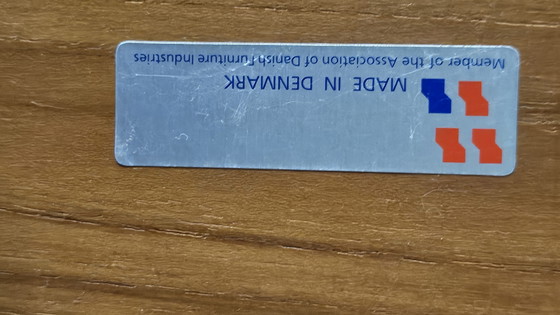 MADE IN DENMARK
Member of the Association of Danish Furniture Industries